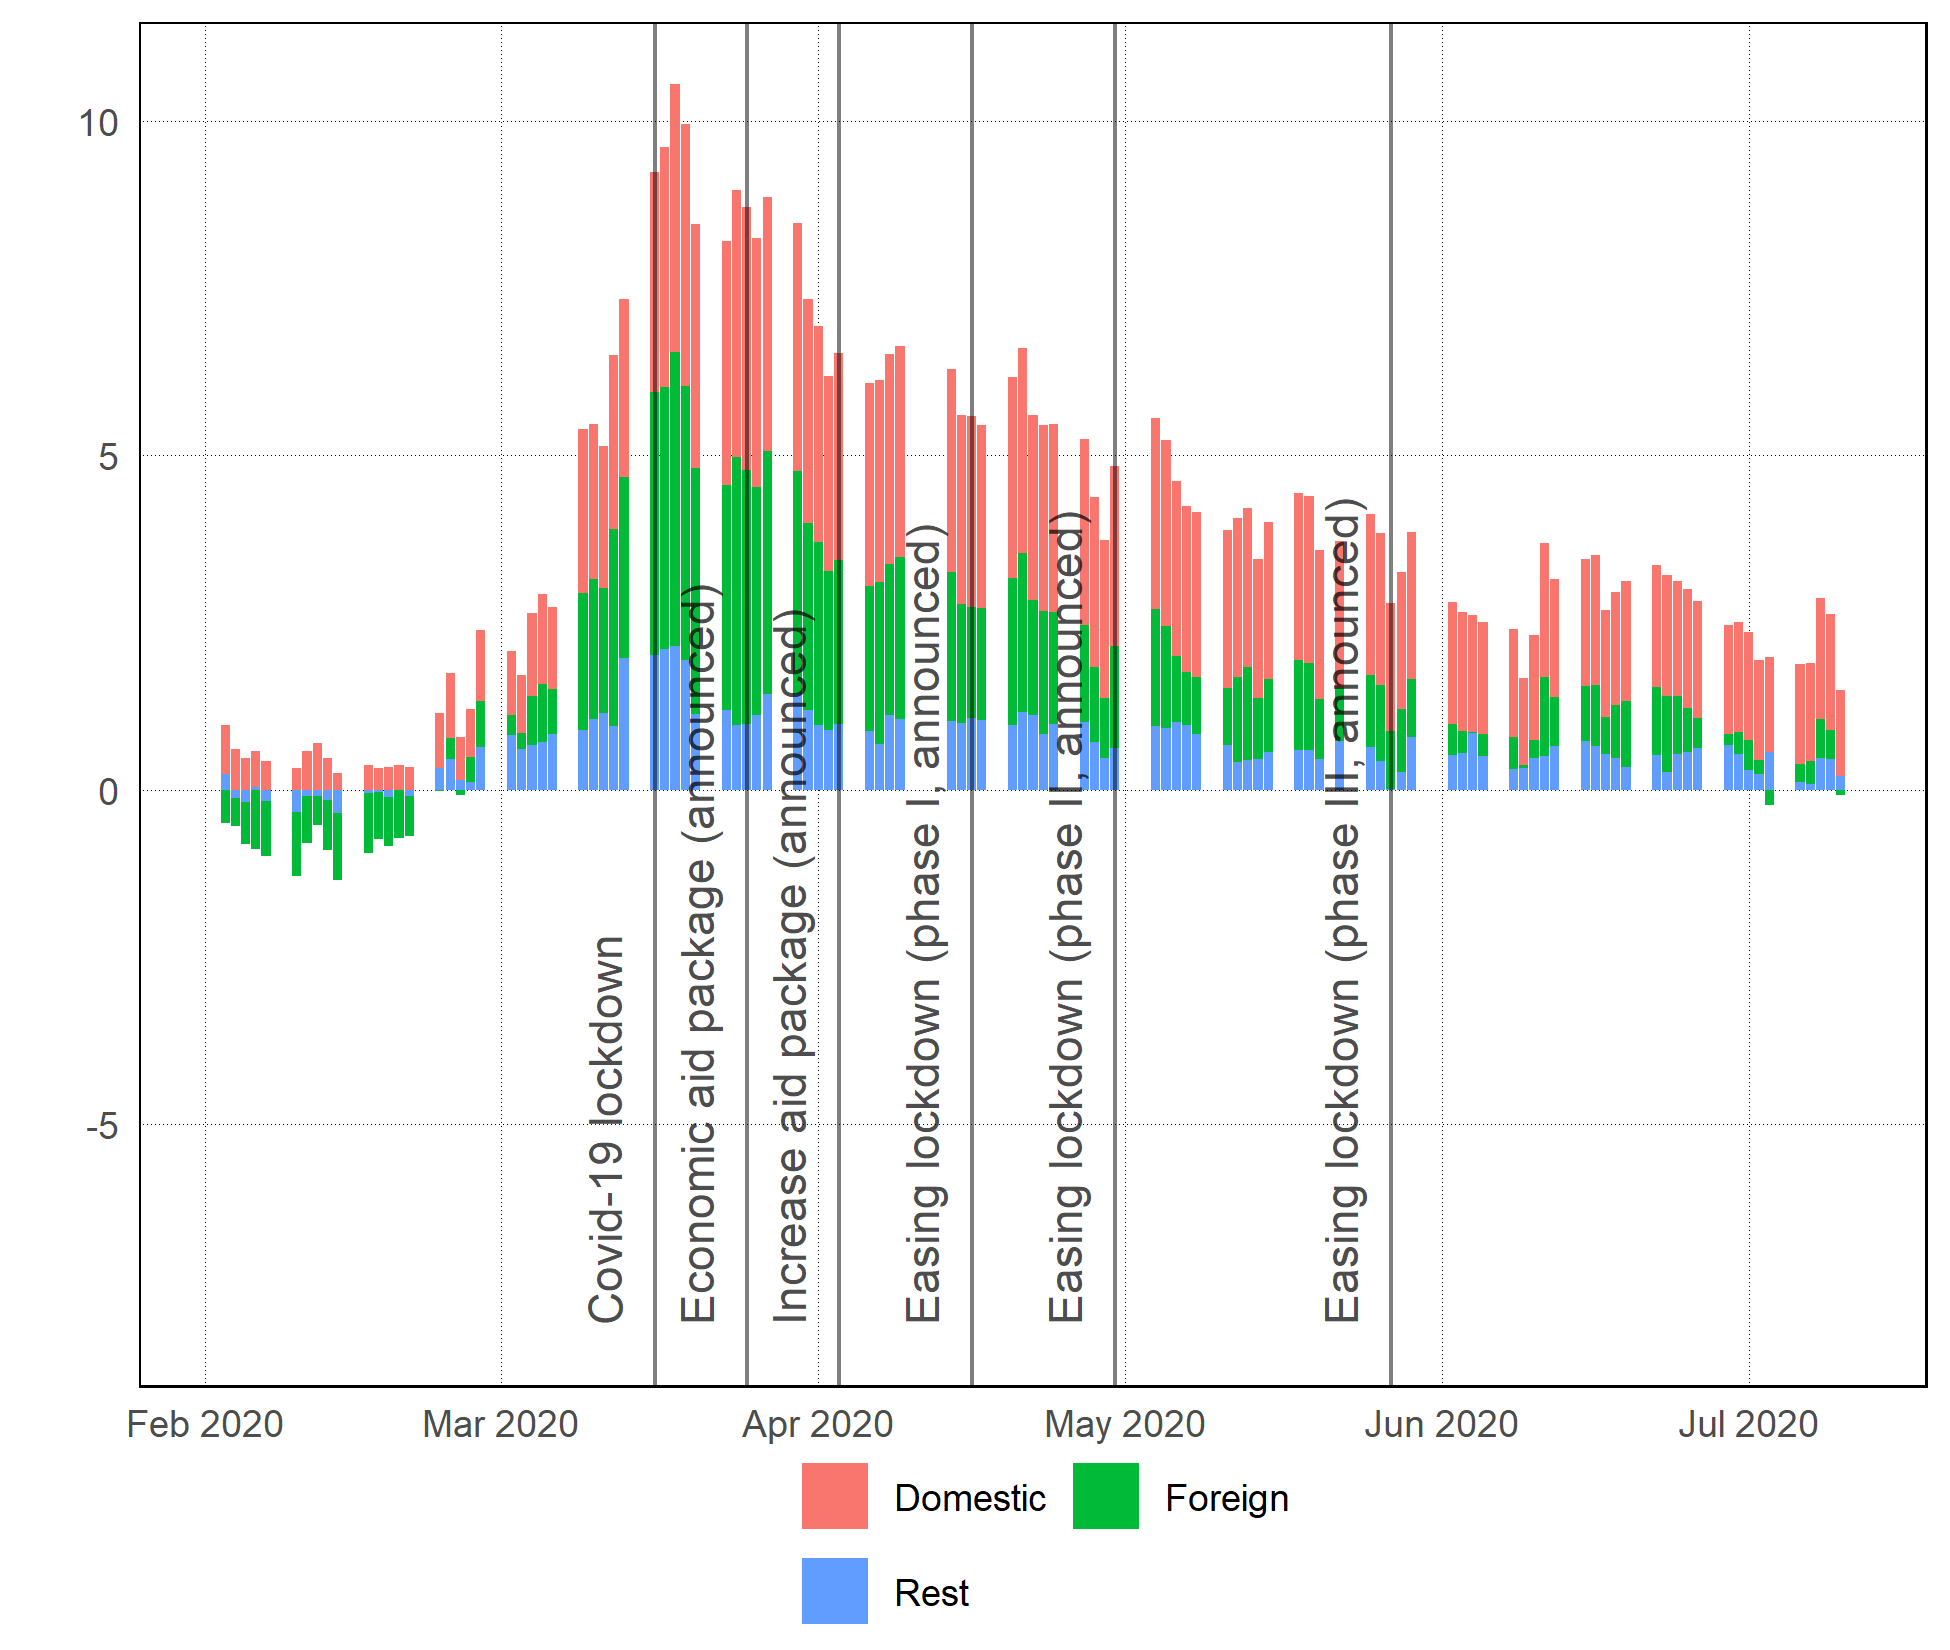 10
5
0
-5
Covid-19 lockdown
Economic aid package (announced)
Increase aid package (announced)
Easing lockdown (phase I, announced)
Easing lockdown (phase II, announced)
Easing lockdown (phase III, announced)
Feb 2020
Mar 2020
Apr 2020
May 2020
Jun 2020
Jul 2020
Domestic
Foreign
Rest